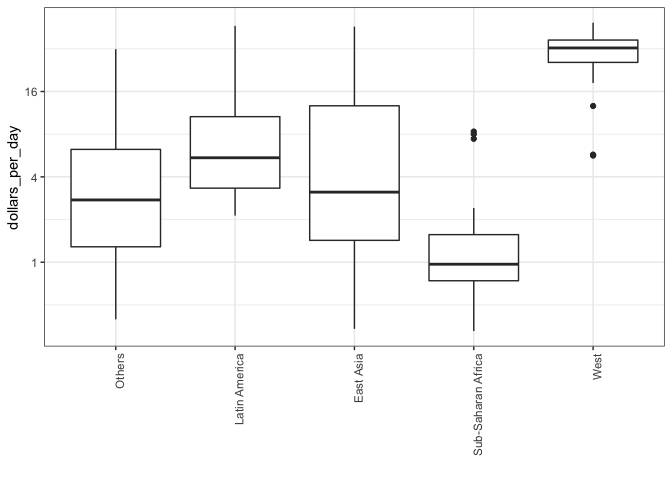 dollars_per_day
16
4
1
Others
Latin America
East Asia
Sub-Saharan Africa
West